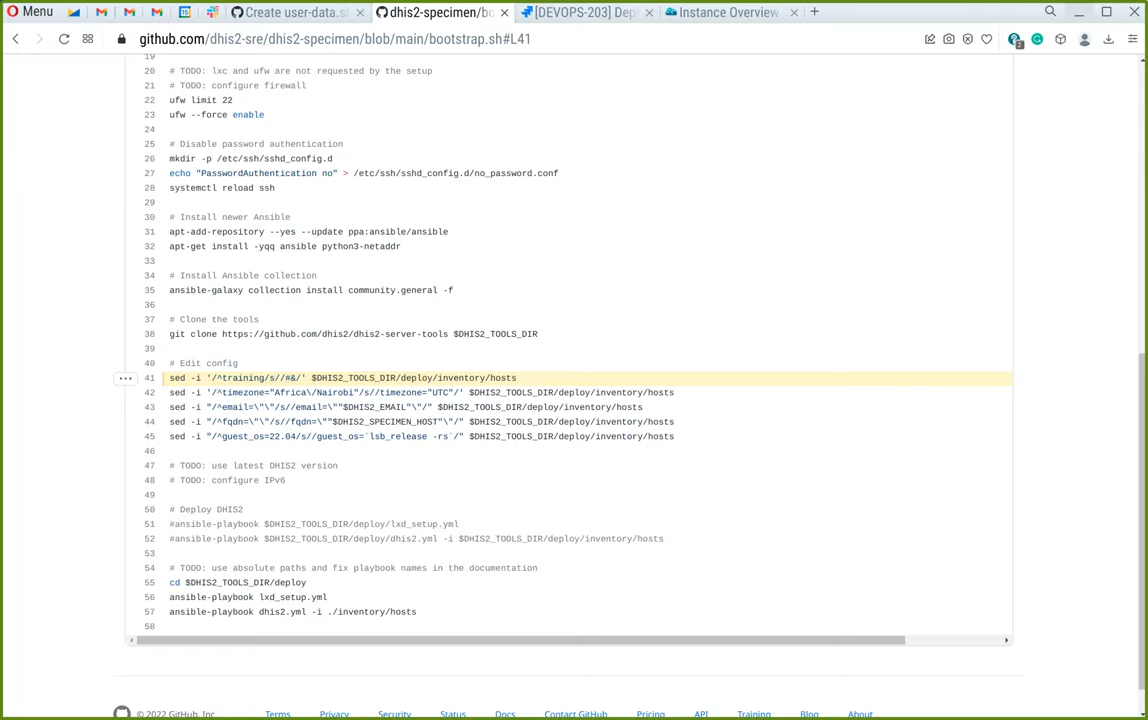 Menu
Create user-data.s
dhis2-specimen/bo
[DEVOPS-203] Depl
Instance Overview
github.com/dhis2-sre/dhis2-specimen/blob/main/bootstrap.sh#L41
2
19
20 # TODO: lxc and ufw are not requested by the setup
21 # TODO: configure firewall
22 ufw limit 22
23 ufw --force enable
24
25 # Disable password authentication
26 mkdir -p /etc/ssh/sshd_config.d
27 echo "PasswordAuthentication no" > /etc/ssh/sshd_config.d/no_password.conf
28 systemctl reload ssh
29
30 # Install newer Ansible
31 apt-add-repository --yes --update ppa:ansible/ansible
32 apt-get install -yqq ansible python3-netaddr
33
34 # Install Ansible collection
35 ansible-galaxy collection install community.general -f
36
37 # Clone the tools
38 git clone https://github.com/dhis2/dhis2-server-tools $DHIS2_TOOLS_DIR
39
40 # Edit config
41 sed -i '/^training/s//#&/' $DHIS2_TOOLS_DIR/deploy/inventory/hosts
42 sed -i '/^timezone="Africa\/Nairobi"/s//timezone="UTC"/' $DHIS2_TOOLS_DIR/deploy/inventory/hosts
43 sed -i "/^email=\"\"/s//email=\""$DHIS2_EMAIL"\"/" $DHIS2_TOOLS_DIR/deploy/inventory/hosts
44 sed -i "/^fqdn=\"\"/s//fqdn=\""$DHIS2_SPECIMEN_HOST"\"/" $DHIS2_TOOLS_DIR/deploy/inventory/hosts
45 sed -i "/^guest_os=22.04/s//guest_os=`lsb_release -rs`/" $DHIS2_TOOLS_DIR/deploy/inventory/hosts
46
47 # TODO: use latest DHIS2 version
48 # TODO: configure IPv6
49
50 # Deploy DHIS2
51 #ansible-playbook $DHIS2_TOOLS_DIR/deploy/lxd_setup.yml
52 #ansible-playbook $DHIS2_TOOLS_DIR/deploy/dhis2.yml -i $DHIS2_TOOLS_DIR/deploy/inventory/hosts
53
54 # TODO: use absolute paths and fix playbook names in the documentation
55 cd $DHIS2_TOOLS_DIR/deploy
56 ansible-playbook lxd_setup.yml
57 ansible-playbook dhis2.yml -i ./inventory/hosts
58
© 2022 GitHub, Inc. Terms Privacy Security Status Docs Contact GitHub Pricing API Training Blog About